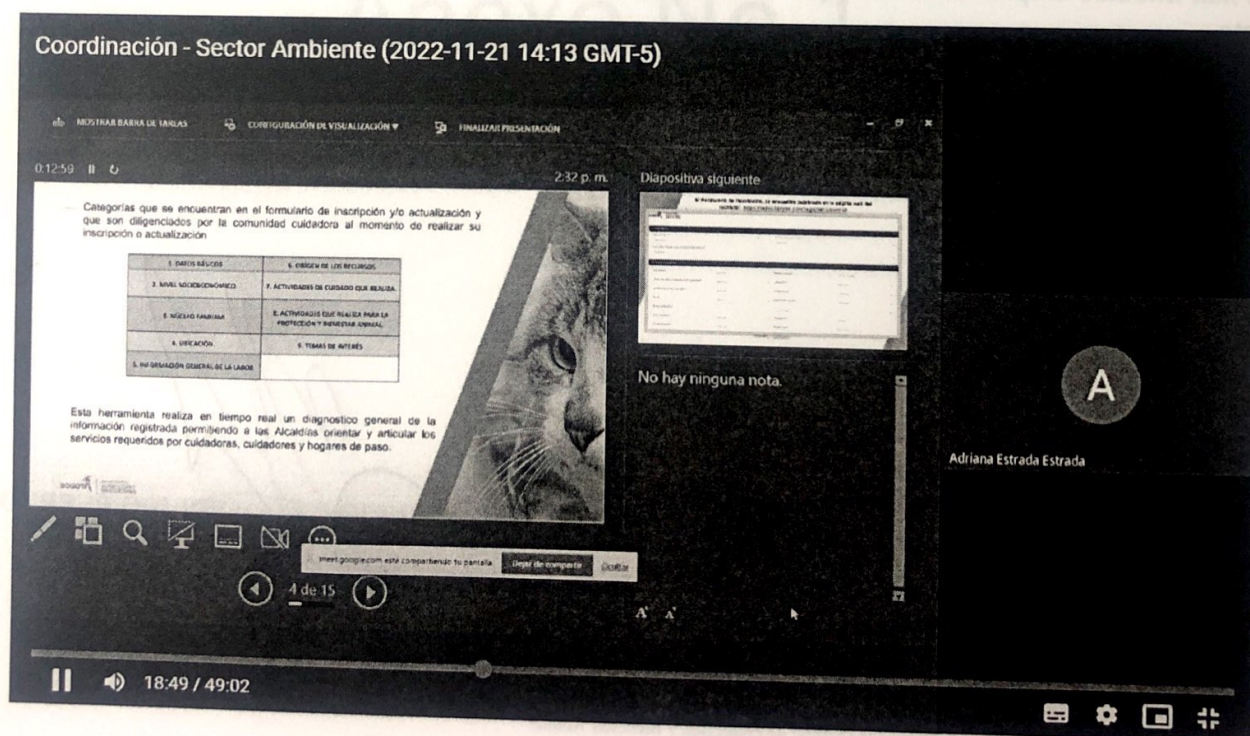 Coordinación - Sector Ambiente (2022-11-21 14:13 GMT-5)
MOSTRAR BARRA DE TAREAS
CONFIGURACIÓN DE VISUALIZACIÓN
FINALIZAR PRESENTACIÓN
0:12:59
2:32 p. m.
Diapositiva siguiente
Categorías que se encuentran en el formulario de inscripción y/o actualización y
que son diligenciados por la comunidad cuidadora al momento de realizar su
inscripción o actualización
1. DATOS BÁSICOS
6. ORIGEN DE LOS RECURSOS
2. NIVEL SOCIOECONÓMICO
7. ACTIVIDADES DE CUIDADO QUE REALIZA
3. NÚCLEO FAMILIAR
8. ACTIVIDADES QUE REALIZA PARA LA
PROTECCIÓN Y BIENESTAR ANIMAL
4. UBICACIÓN
9. TEMAS DE INTERÉS
5. INFORMACIÓN GENERAL DE LA LABOR
Esta herramienta realiza en tiempo real un diagnostico general de la
información registrada permitiendo a las Alcaldías orientar y articular los
servicios requeridos por cuidadoras, cuidadores y hogares de paso.
BOGOTÁ
No hay ninguna nota.
A
Adriana Estrada Estrada
meet.google.com está compartiendo tu pantalla.
Dejar de compartir
Ocultar
4 de 15
A A
18:49 / 49:02